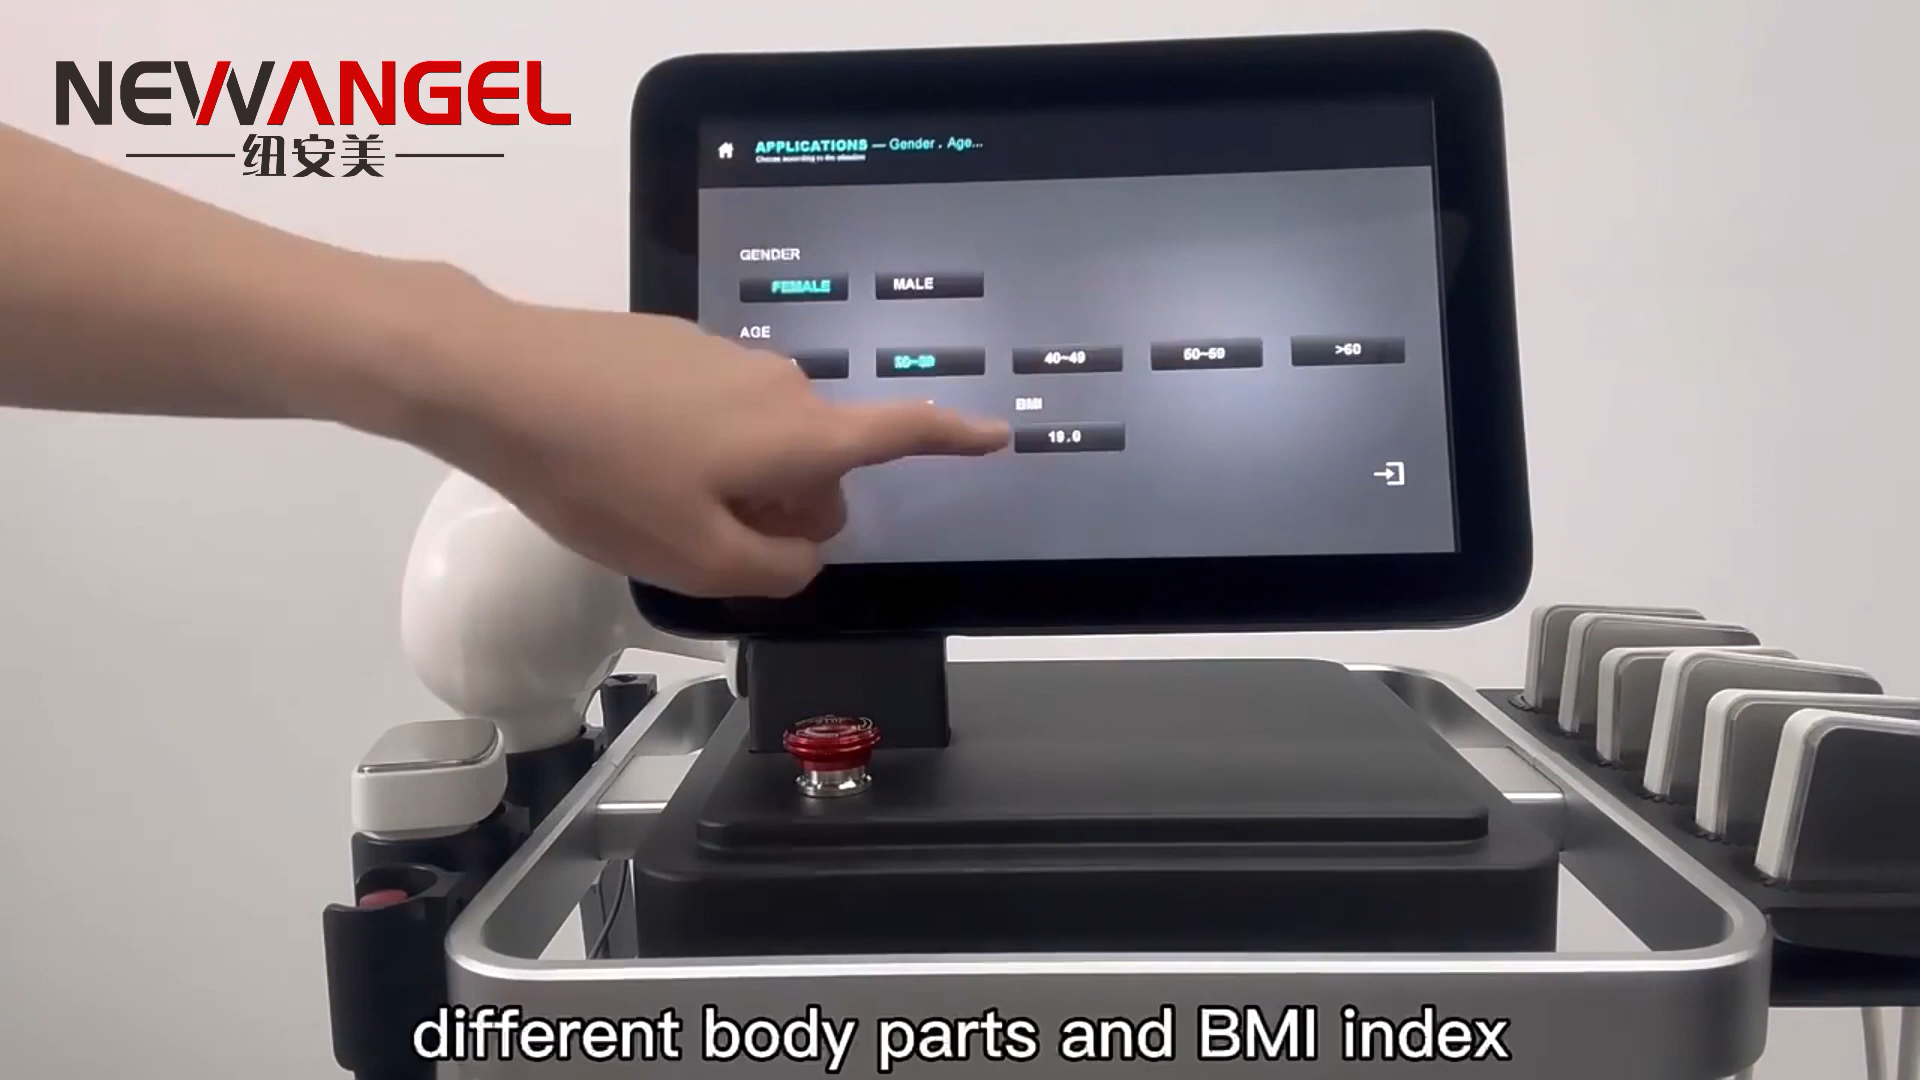 NEWANGEL
纽安美
APPLICATIONS — Gender . Age...
GENDER
FEMALE
MALE
AGE
40~49
50~59
>60
BMI
19.0
different body parts and BMI index